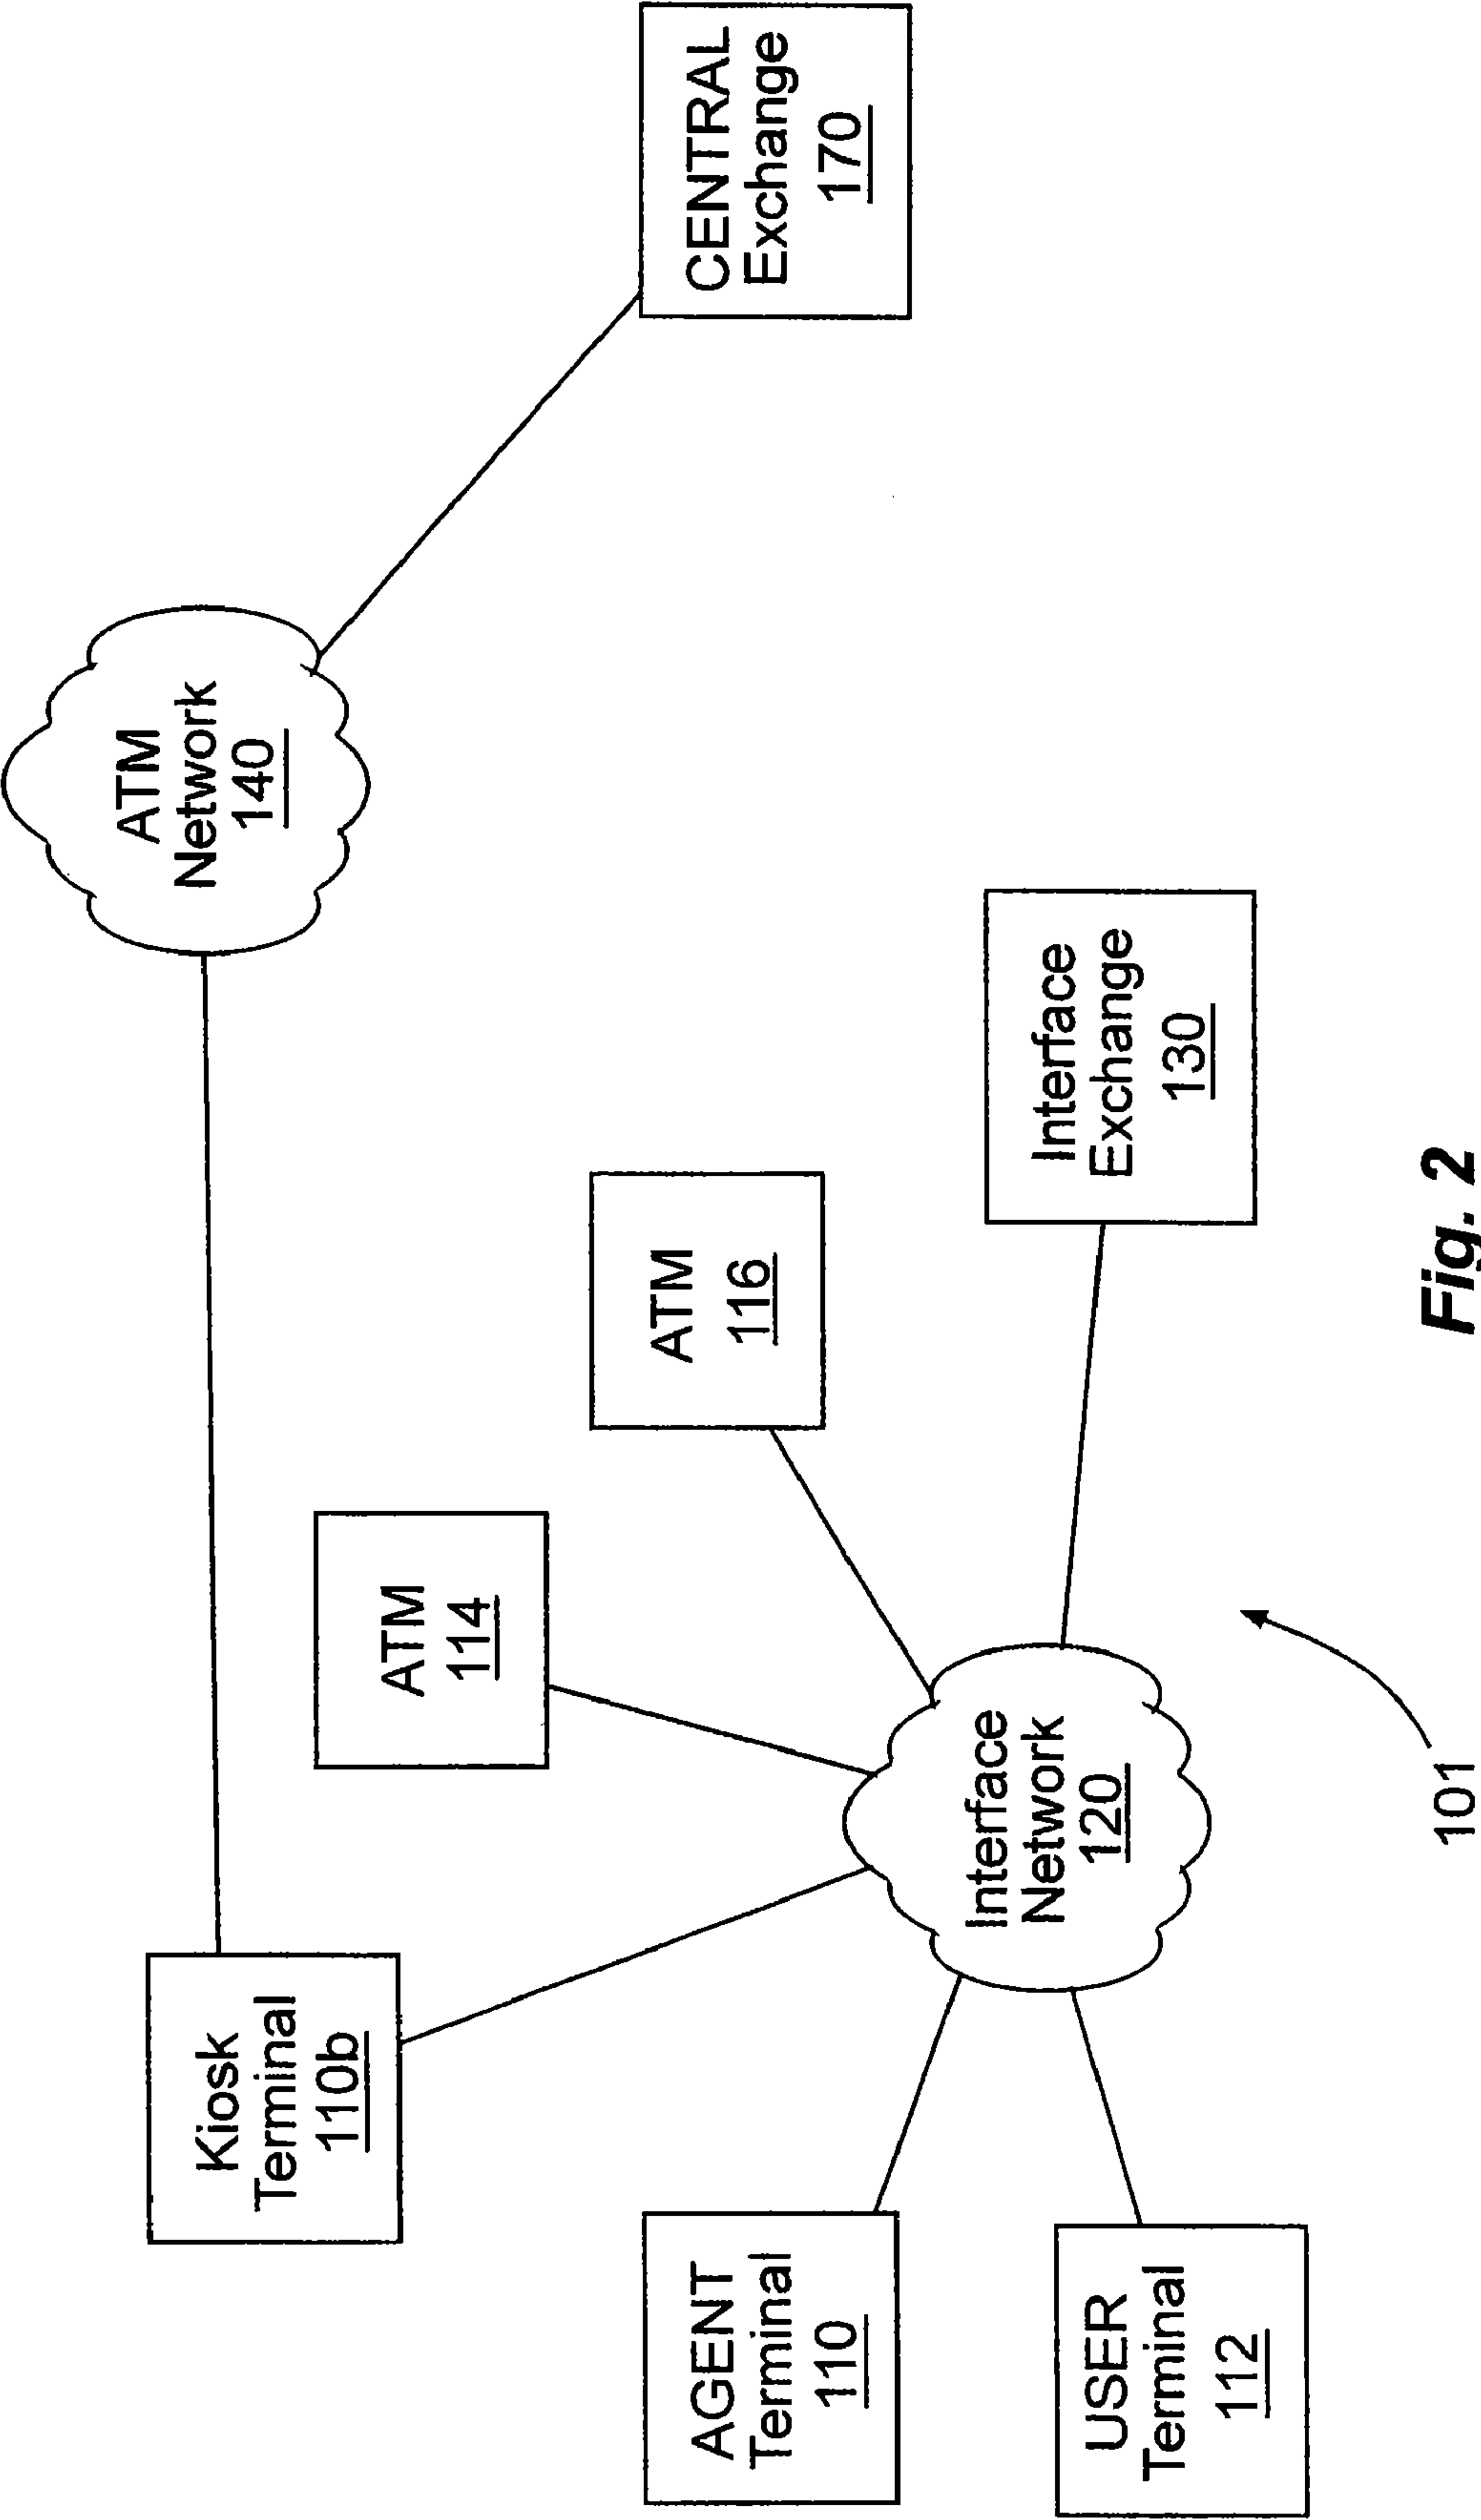 Kiosk
Terminal
110b
ATM
Network
140
CENTRAL
Exchange
170
ATM
114
ATM
116
AGENT
Terminal
110
USER
Terminal
112
Interface
Network
120
Interface
Exchange
130
101
Fig. 2